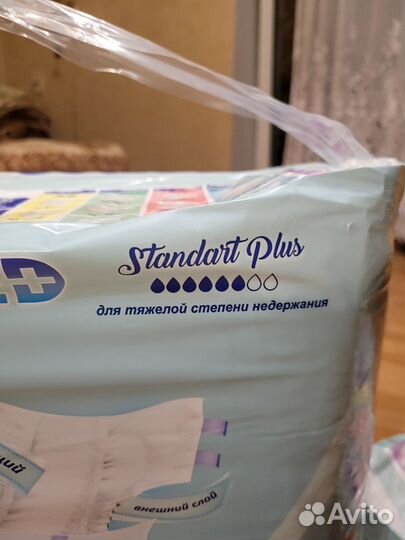 Standart Plus
для тяжелой степени недержания
внешний слой
Avito